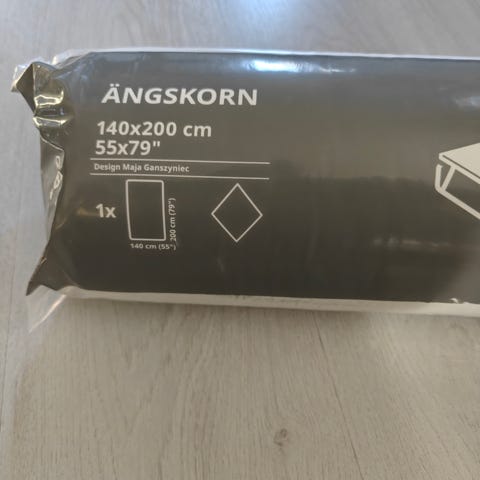 ÄNGSKORN
140x200 cm
55x79"
Design Maja Ganszyniec
1x
200 cm (79")
140 cm (55")